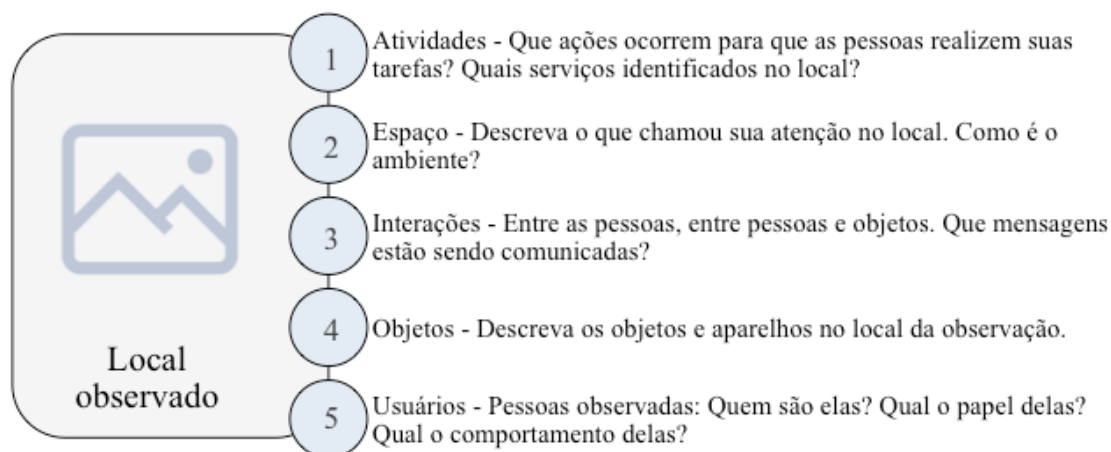 1
Atividades - Que ações ocorrem para que as pessoas realizem suas
tarefas? Quais serviços identificados no local?
2
Espaço - Descreva o que chamou sua atenção no local. Como é o
ambiente?
3
Interações - Entre as pessoas, entre pessoas e objetos. Que mensagens
estão sendo comunicadas?
4
Objetos - Descreva os objetos e aparelhos no local da observação.
5
Usuários - Pessoas observadas: Quem são elas? Qual o papel delas?
Qual o comportamento delas?
Local
observado